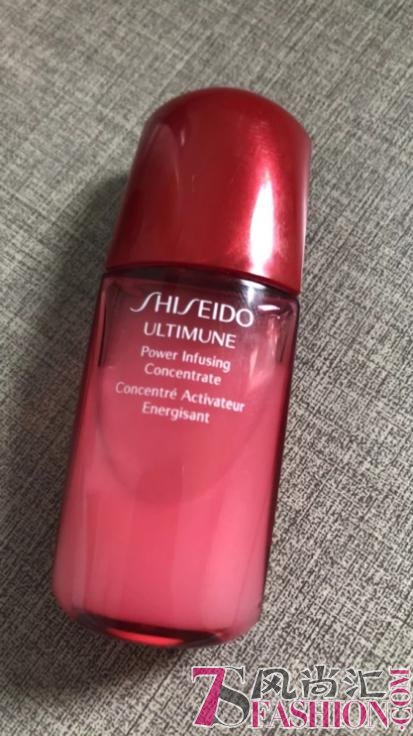 SHISEIDO
ULTIMUNE
Power Infusing
Concentrate
Concentré Activateur
Energisant
7S风尚汇
FASHION.COM